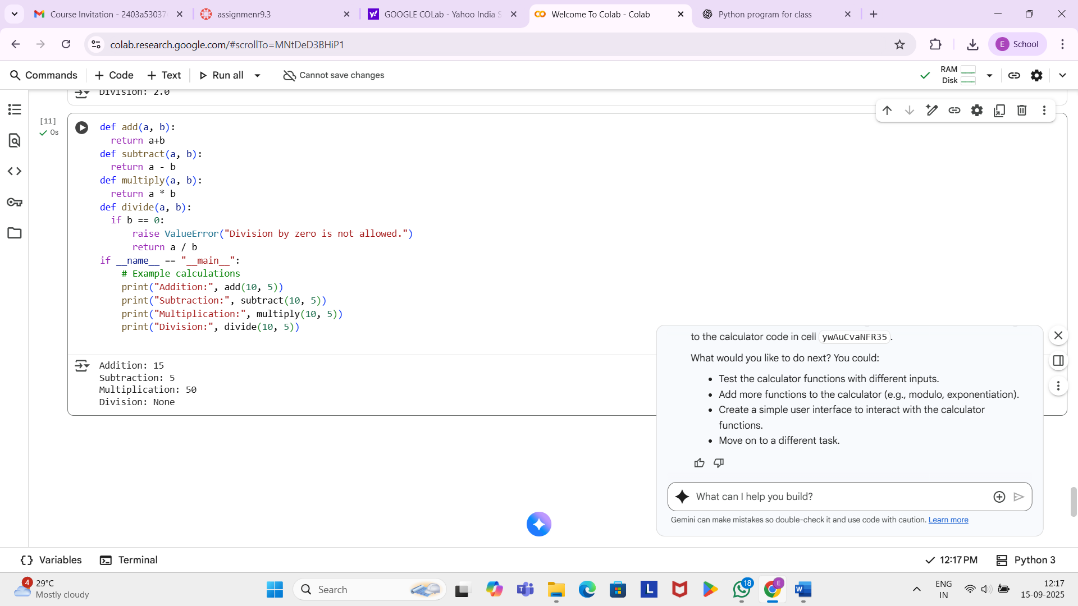 Course Invitation - 2403a53037
assignmenr9.3
GOOGLE COLab - Yahoo India S
Welcome To Colab - Colab
Python program for class
colab.research.google.com/#scrollTo=MNtDeD3BHiP1
E School
Commands + Code + Text Run all Cannot save changes
RAM
Disk
Division: 2.0
[11]
0s
def add(a, b):
return a+b
def subtract(a, b):
return a - b
def multiply(a, b):
return a * b
def divide(a, b):
if b == 0:
raise ValueError("Division by zero is not allowed.")
return a / b
if __name__ == "__main__":
# Example calculations
print("Addition:", add(10, 5))
print("Subtraction:", subtract(10, 5))
print("Multiplication:", multiply(10, 5))
print("Division:", divide(10, 5))
Addition: 15
Subtraction: 5
Multiplication: 50
Division: None
to the calculator code in cell ywAuCvaNFR35.
What would you like to do next? You could:
• Test the calculator functions with different inputs.
• Add more functions to the calculator (e.g., modulo, exponentiation).
• Create a simple user interface to interact with the calculator
functions.
• Move on to a different task.
What can I help you build?
Gemini can make mistakes so double-check it and use code with caution. Learn more
Variables Terminal
12:17 PM Python 3
4
29°C
Mostly cloudy
Search
L
18
E
ENG
IN
12:17
15-09-2025